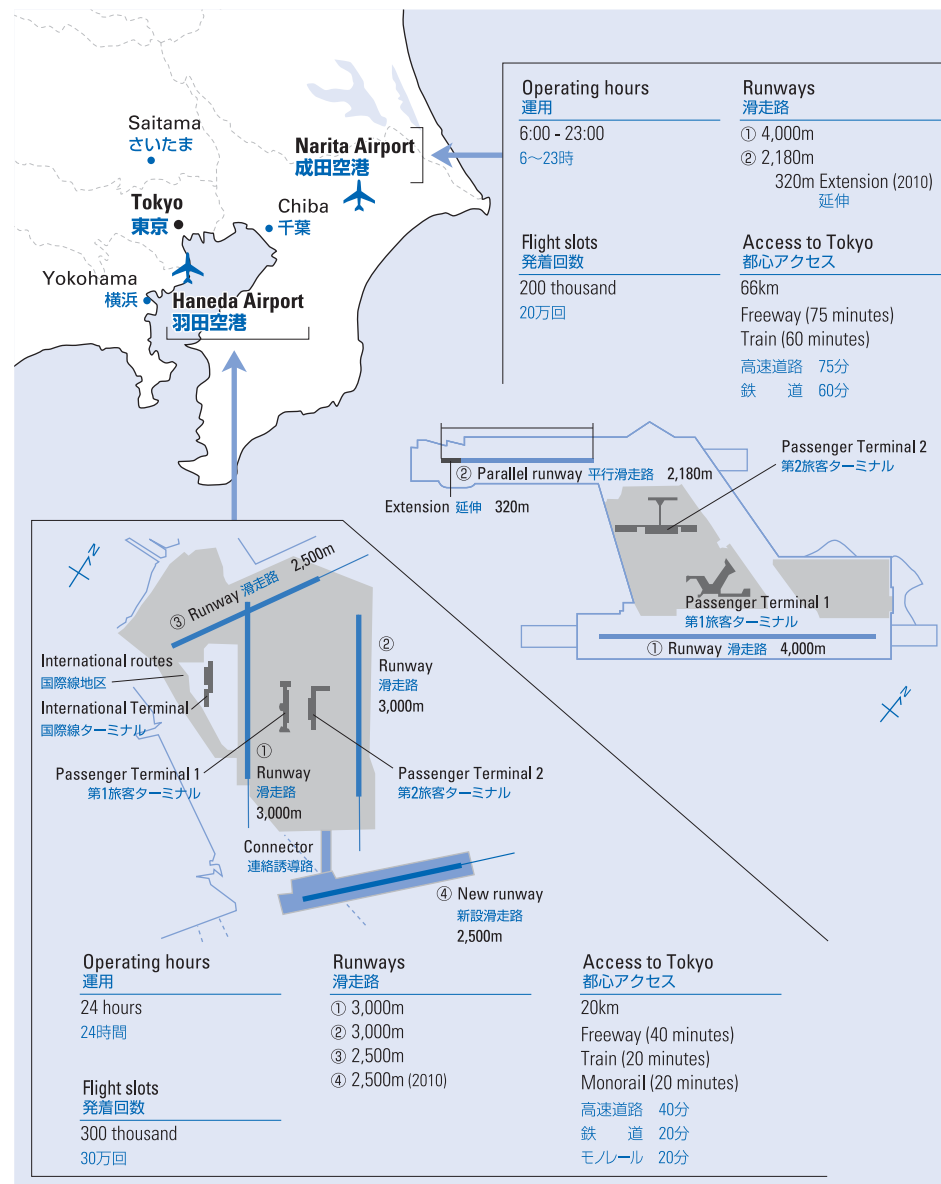 Saitama
さいたま
Tokyo
東京
Yokohama
横浜
Chiba
千葉
Narita Airport
成田空港
Haneda Airport
羽田空港
Operating hours
運用
6:00 - 23:00
6～23時
Runways
滑走路
① 4,000m
② 2,180m
320m Extension (2010)
延伸
Flight slots
発着回数
200 thousand
20万回
Access to Tokyo
都心アクセス
66km
Freeway (75 minutes)
Train (60 minutes)
高速道路 75分
鉄 道 60分
Passenger Terminal 2
第2旅客ターミナル
② Parallel runway 平行滑走路 2,180m
Extension 延伸 320m
Passenger Terminal 1
第1旅客ターミナル
① Runway 滑走路 4,000m
N
N
③ Runway 滑走路 2,500m
International routes
国際線地区
International Terminal
国際線ターミナル
②
Runway
滑走路
3,000m
Passenger Terminal 1
第1旅客ターミナル
①
Runway
滑走路
3,000m
Passenger Terminal 2
第2旅客ターミナル
Connector
連絡誘導路
④ New runway
新設滑走路
2,500m
Operating hours
運用
24 hours
24時間
Flight slots
発着回数
300 thousand
30万回
Runways
滑走路
① 3,000m
② 3,000m
③ 2,500m
④ 2,500m (2010)
Access to Tokyo
都心アクセス
20km
Freeway (40 minutes)
Train (20 minutes)
Monorail (20 minutes)
高速道路 40分
鉄 道 20分
モノレール 20分